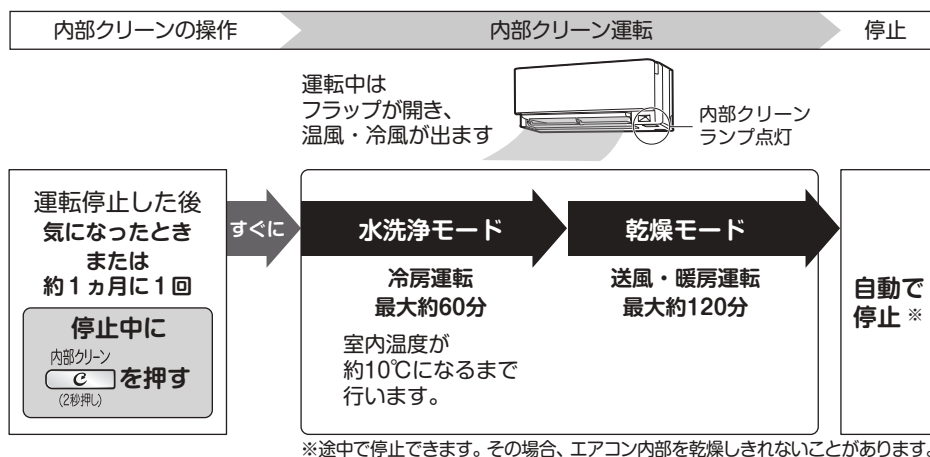 内部クリーンの操作
内部クリーン運転
停止
運転中は
フラップが開き、
温風・冷風が出ます
内部クリーン
ランプ点灯
運転停止した後
気になったとき
または
約1ヵ月に1回
停止中に
内部クリーン
C を押す
(2秒押し)
すぐに
水洗浄モード
冷房運転
最大約60分
室内温度が
約10℃になるまで
行います。
乾燥モード
送風・暖房運転
最大約120分
自動で
停止※
※途中で停止できます。その場合、エアコン内部を乾燥しきれないことがあります。